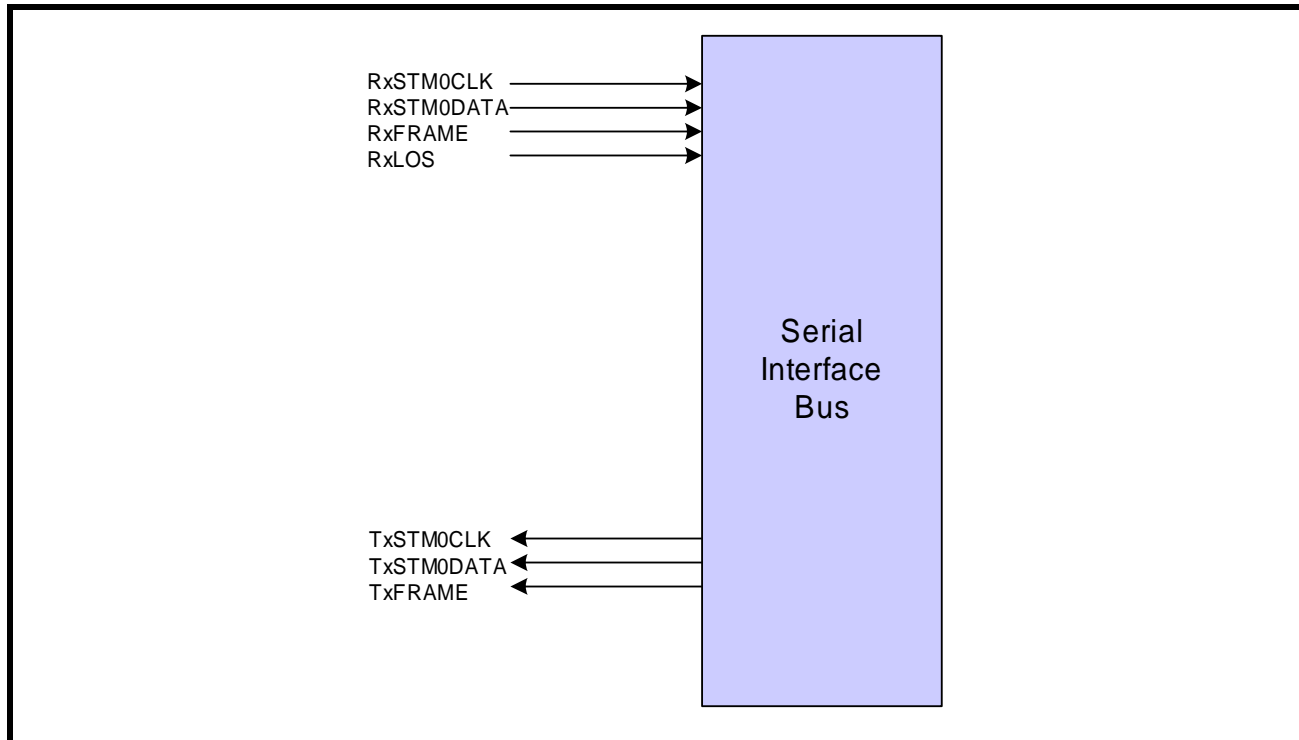 RxSTM0CLK
RxSTM0DATA
RxFRAME
RxLOS
Serial
Interface
Bus
TxSTM0CLK
TxSTM0DATA
TxFRAME